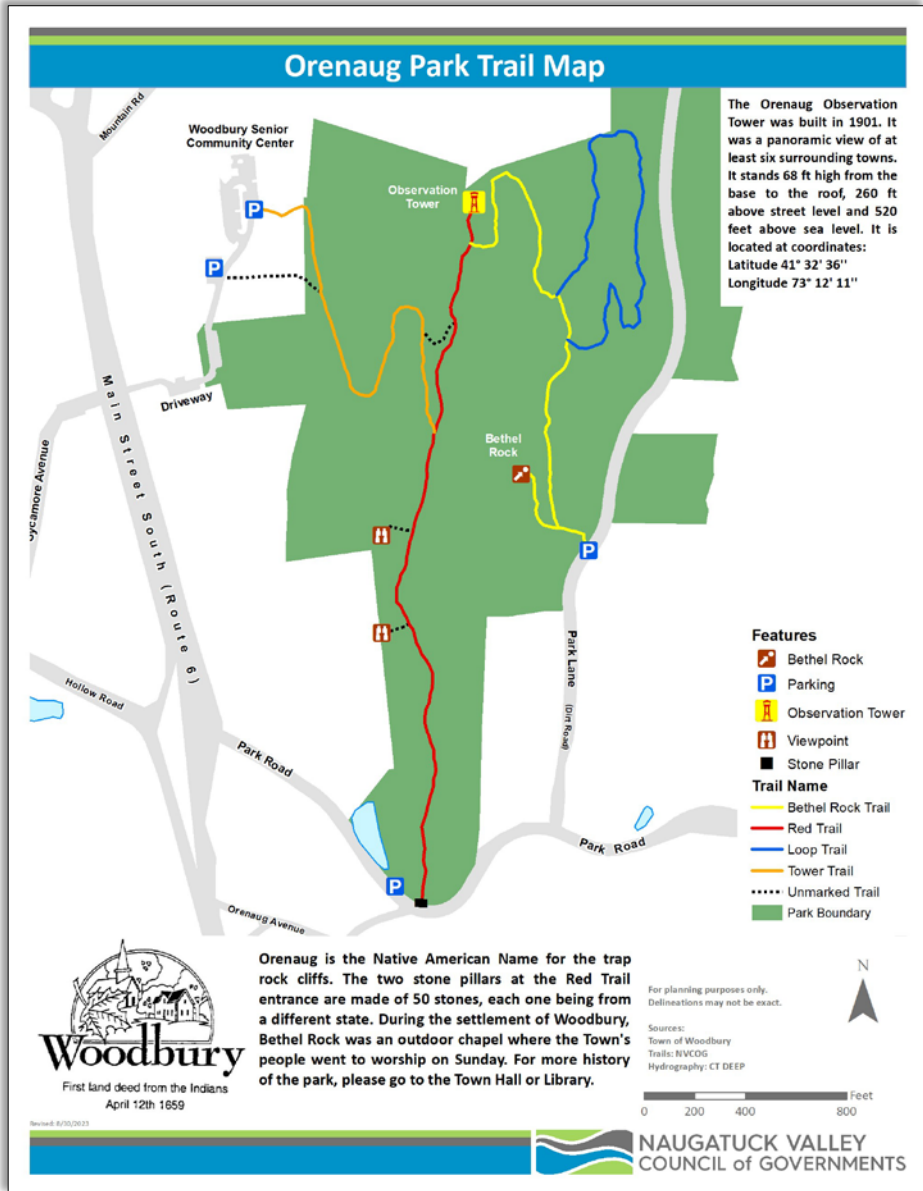 Orenaug Park Trail Map
Mountain Rd
Woodbury Senior
Community Center
P
P
Observation
Tower
The Orenaug Observation
Tower was built in 1901. It
was a panoramic view of at
least six surrounding towns.
It stands 68 ft high from the
base to the roof, 260 ft
above street level and 520
feet above sea level. It is
located at coordinates:
Latitude 41° 32' 36''
Longitude 73° 12' 11''
Driveway
Sycamore Avenue
Main Street South (Route 6)
Bethel
Rock
P
Hollow Road
Park Road
Park Lane
(Dirt Road)
Park Road
P
Orenaug Avenue
Features
Bethel Rock
P Parking
Observation Tower
Viewpoint
Stone Pillar
Trail Name
Bethel Rock Trail
Red Trail
Loop Trail
Tower Trail
Unmarked Trail
Park Boundary
Woodbury
First land deed from the Indians
April 12th 1659
Orenaug is the Native American Name for the trap
rock cliffs. The two stone pillars at the Red Trail
entrance are made of 50 stones, each one being from
a different state. During the settlement of Woodbury,
Bethel Rock was an outdoor chapel where the Town's
people went to worship on Sunday. For more history
of the park, please go to the Town Hall or Library.
For planning purposes only.
Delineations may not be exact.
Sources:
Town of Woodbury
Trails: NVCOG
Hydrography: CT DEEP
N
Feet
0 200 400 800
Revised: 8/30/2023
NAUGATUCK VALLEY
COUNCIL of GOVERNMENTS